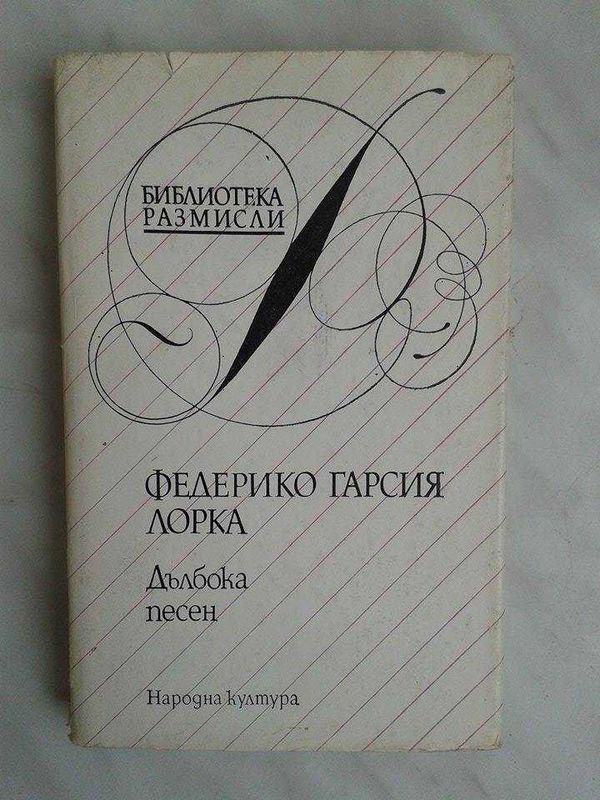 БИБЛИОТЕКА
РАЗМИСЛИ
ФЕДЕРИКО ГАРСИЯ
ЛОРКА
Дълбока
песен
Народна култура